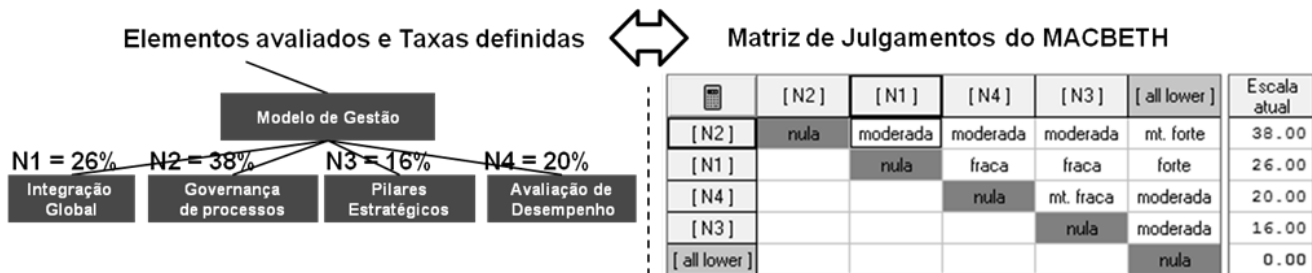 Elementos avaliados e Taxas definidas
Modelo de Gestão
N1 = 26% N2 = 38% N3 = 16% N4 = 20%
Integração
Global
Governança
de processos
Pilares
Estratégicos
Avaliação de
Desempenho
Matriz de Julgamentos do MACBETH
[ N2 ] [ N1 ] [ N4 ] [ N3 ] [ all lower ] Escala
atual
[ N2 ] nula moderada moderada moderada mt. forte 38.00
[ N1 ] nula fraca fraca forte 26.00
[ N4 ] nula mt. fraca moderada 20.00
[ N3 ] nula moderada 16.00
[ all lower ] nula 0.00